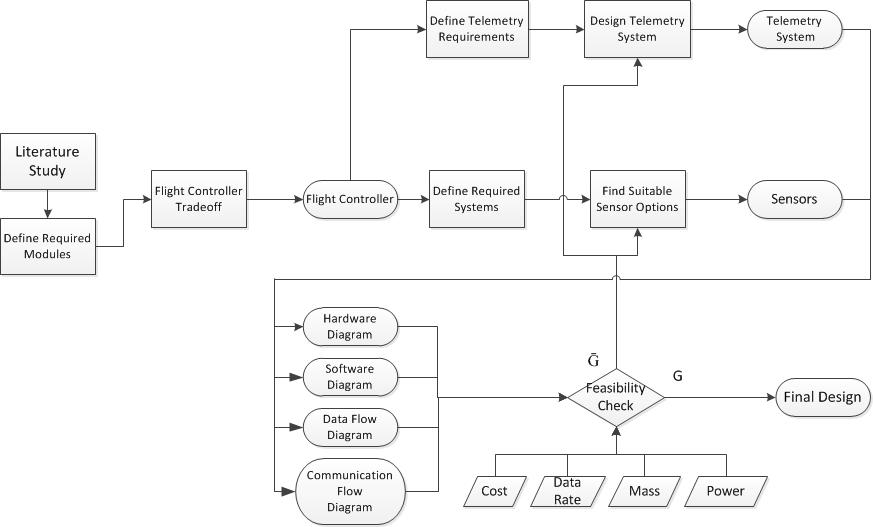 Define Telemetry
Requirements
Design Telemetry
System
Telemetry
System
Literature
Study
Define Required
Modules
Flight Controller
Tradeoff
Flight Controller
Define Required
Systems
Find Suitable
Sensor Options
Sensors
Hardware
Diagram
Software
Diagram
Data Flow
Diagram
Communication
Flow
Diagram
Ḡ
G
Feasibility
Check
Final Design
Cost
Data
Rate
Mass
Power